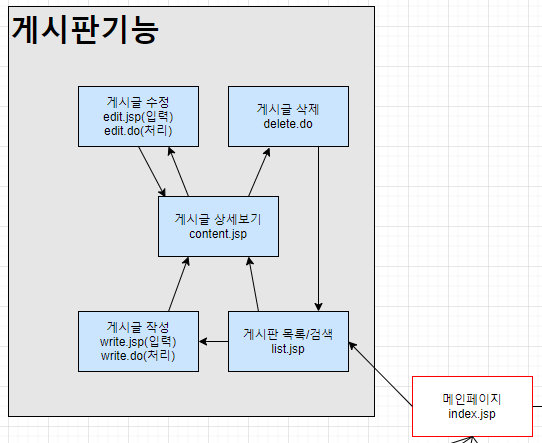 게시판기능
게시글 수정
edit.jsp(입력)
edit.do(처리)
게시글 삭제
delete.do
게시글 상세보기
content.jsp
게시글 작성
write.jsp(입력)
write.do(처리)
게시판 목록/검색
list.jsp
메인페이지
index.jsp